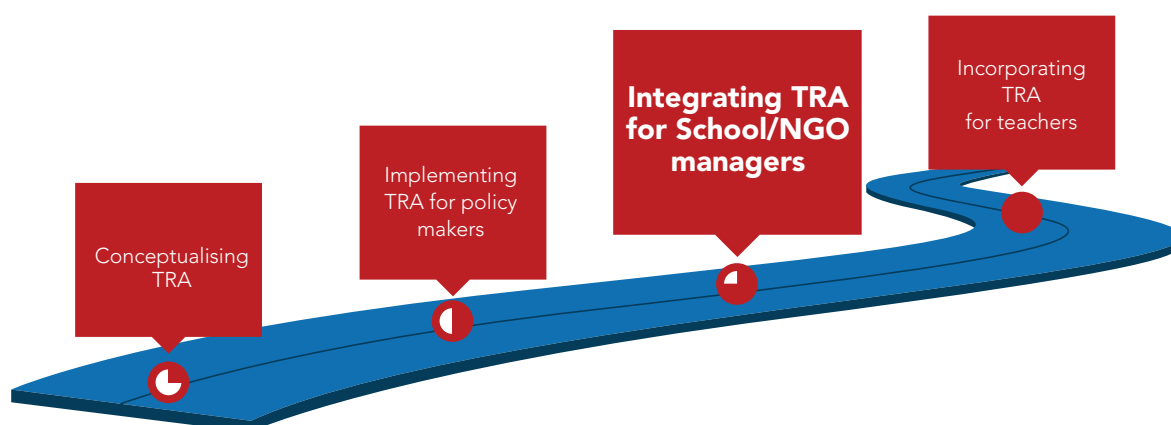 Conceptualising
TRA
Implementing
TRA for policy
makers
Integrating TRA
for School/NGO
managers
Incorporating
TRA
for teachers